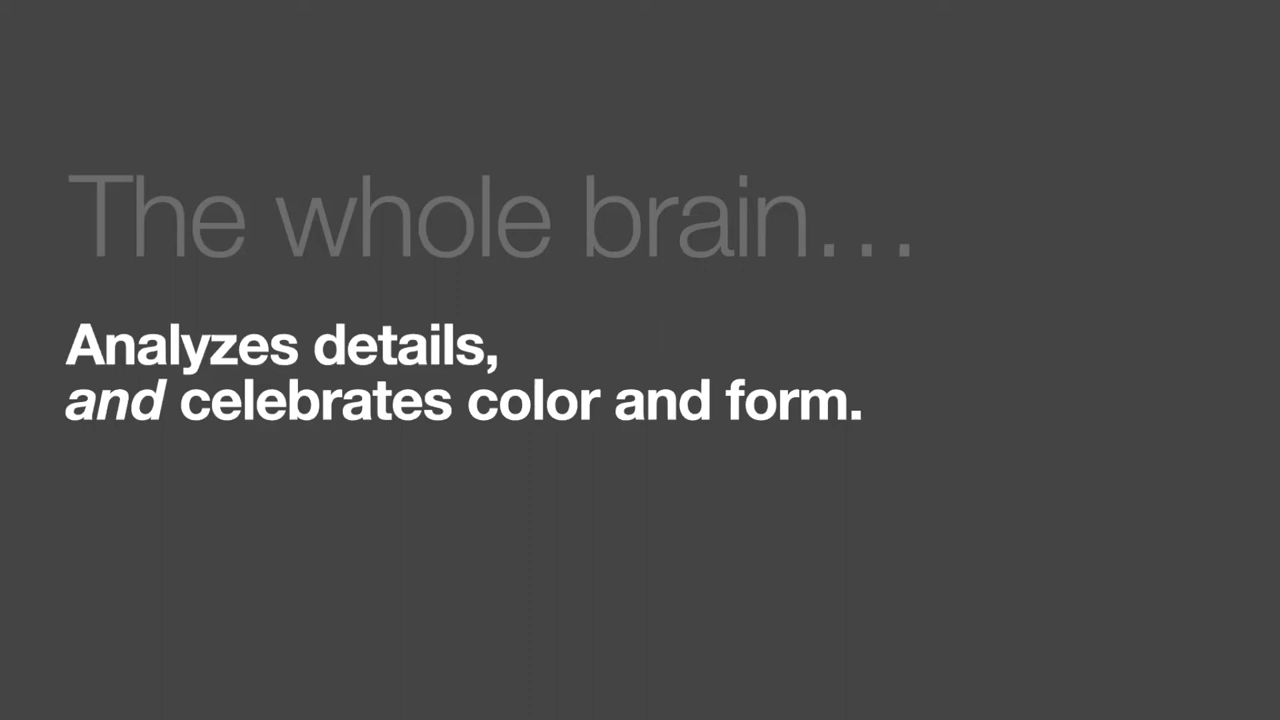 The whole brain…
Analyzes details,
and celebrates color and form.